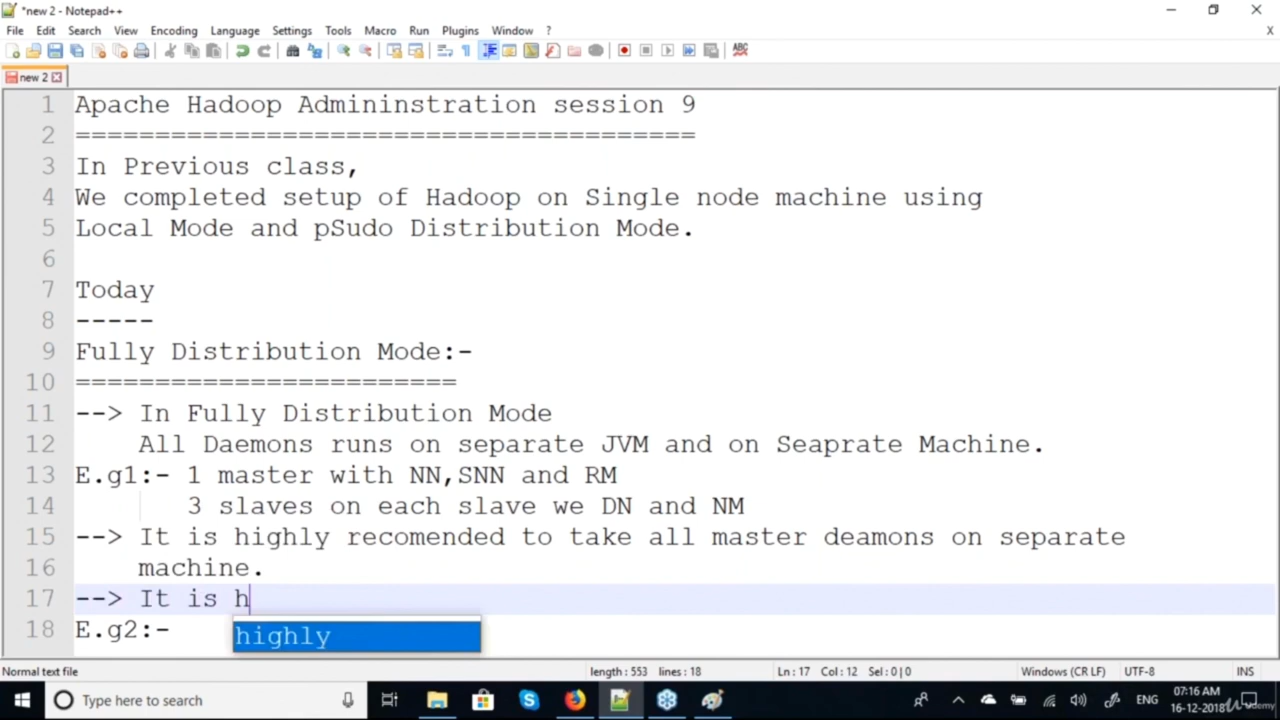 *new 2 - Notepad++
File Edit Search View Encoding Language Settings Tools Macro Run Plugins Window ? X
ABC
new 2
1 Apache Hadoop Admininstration session 9
2 =======================================
3 In Previous class,
4 We completed setup of Hadoop on Single node machine using
5 Local Mode and pSudo Distribution Mode.
6
7 Today
8 -----
9 Fully Distribution Mode:-
10 ========================
11 --> In Fully Distribution Mode
12 All Daemons runs on separate JVM and on Seaprate Machine.
13 E.g1:- 1 master with NN,SNN and RM
14 3 slaves on each slave we DN and NM
15 --> It is highly recomended to take all master deamons on separate
16 machine.
17 --> It is h
18 E.g2:-
highly
Normal text file length : 553 lines : 18 Ln : 17 Col : 12 Sel : 0 | 0 Windows (CR LF) UTF-8 INS
Type here to search ENG 07:16 AM
16-12-2018
Udemy